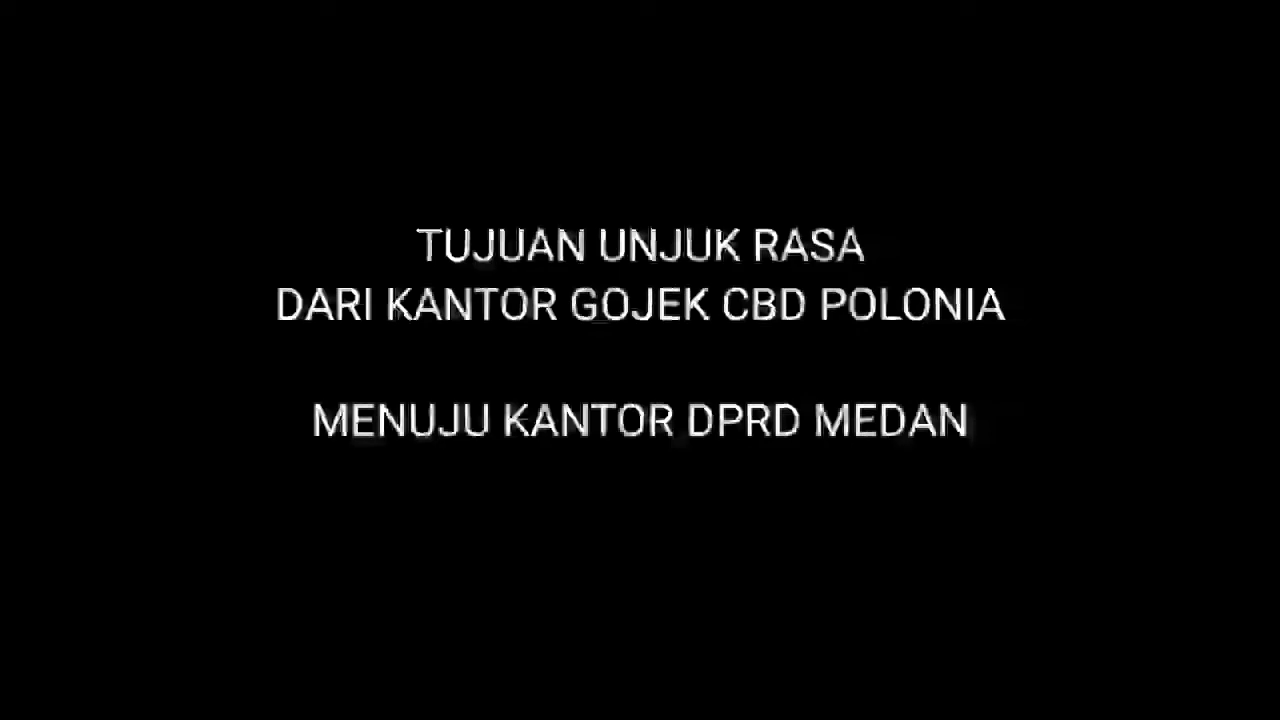 TUJUAN UNJUK RASA
DARI KANTOR GOJEK CBD POLONIA
MENUJU KANTOR DPRD MEDAN